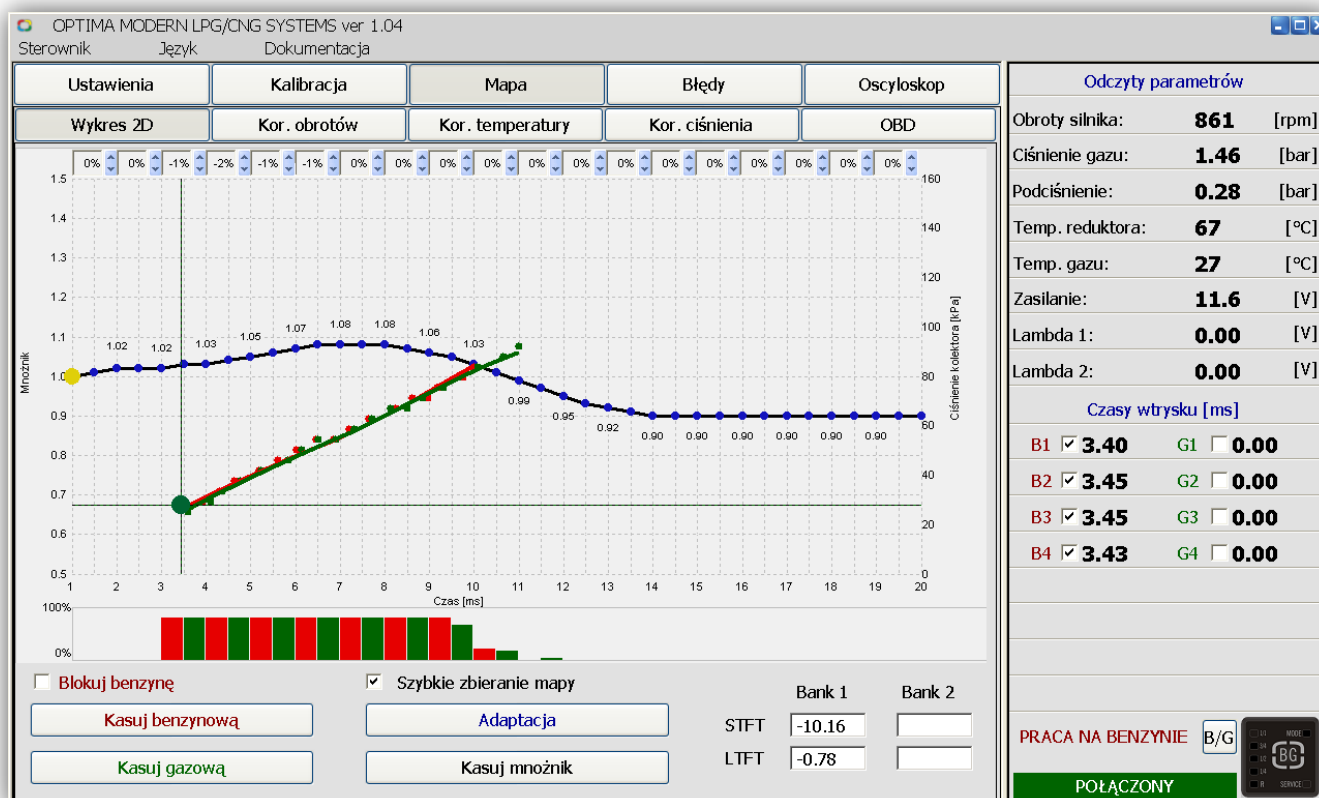 OPTIMA MODERN LPG/CNG SYSTEMS ver 1.04
Sterownik Język Dokumentacja
Ustawienia Kalibracja Mapa Błędy Oscyloskop
Wykres 2D Kor. obrotów Kor. temperatury Kor. ciśnienia OBD
0% 0% -1% -2% -1% -1% 0% 0% 0% 0% 0% 0% 0% 0% 0% 0% 0% 0% 0%
1.5 160
1.4 140
1.3
120
1.2
1.1 100
1.02 1.02 1.03 1.05 1.07 1.08 1.08 1.06 1.03
Mnożnik
Ciśnienie kolektora [kPa]
1.0 80
0.99 0.95 0.92 0.90 0.90 0.90 0.90 0.90 0.90
0.9
60
0.8
40
0.7
20
0.6
0.5 0
1 2 3 4 5 6 7 8 9 10 11 12 13 14 15 16 17 18 19 20
Czas [ms]
100%
0%
Blokuj benzynę Szybkie zbieranie mapy
Kasuj benzynową Adaptacja
Kasuj gazową Kasuj mnożnik
Bank 1 Bank 2
STFT -10.16
LTFT -0.78
Odczyty parametrów
Obroty silnika: 861 [rpm]
Ciśnienie gazu: 1.46 [bar]
Podciśnienie: 0.28 [bar]
Temp. reduktora: 67 [°C]
Temp. gazu: 27 [°C]
Zasilanie: 11.6 [V]
Lambda 1: 0.00 [V]
Lambda 2: 0.00 [V]
Czasy wtrysku [ms]
B1 3.40 G1 0.00
B2 3.45 G2 0.00
B3 3.45 G3 0.00
B4 3.43 G4 0.00
PRACA NA BENZYNIE B/G
MODE
BG
SERVICE
POŁĄCZONY